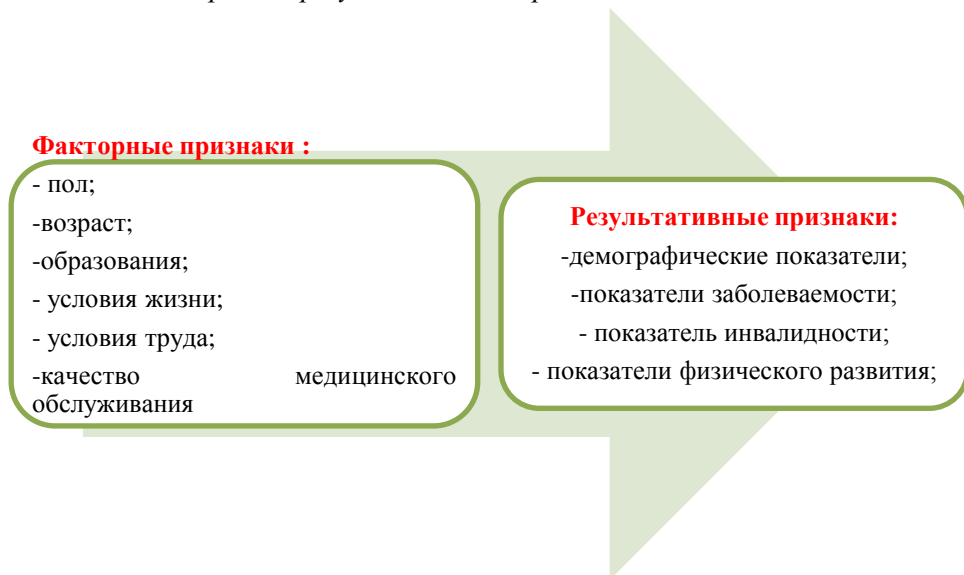 Факторные признаки :
- пол;
-возраст;
-образования;
- условия жизни;
- условия труда;
-качество медицинского
обслуживания
Результативные признаки:
-демографические показатели;
-показатели заболеваемости;
- показатель инвалидности;
- показатели физического развития;